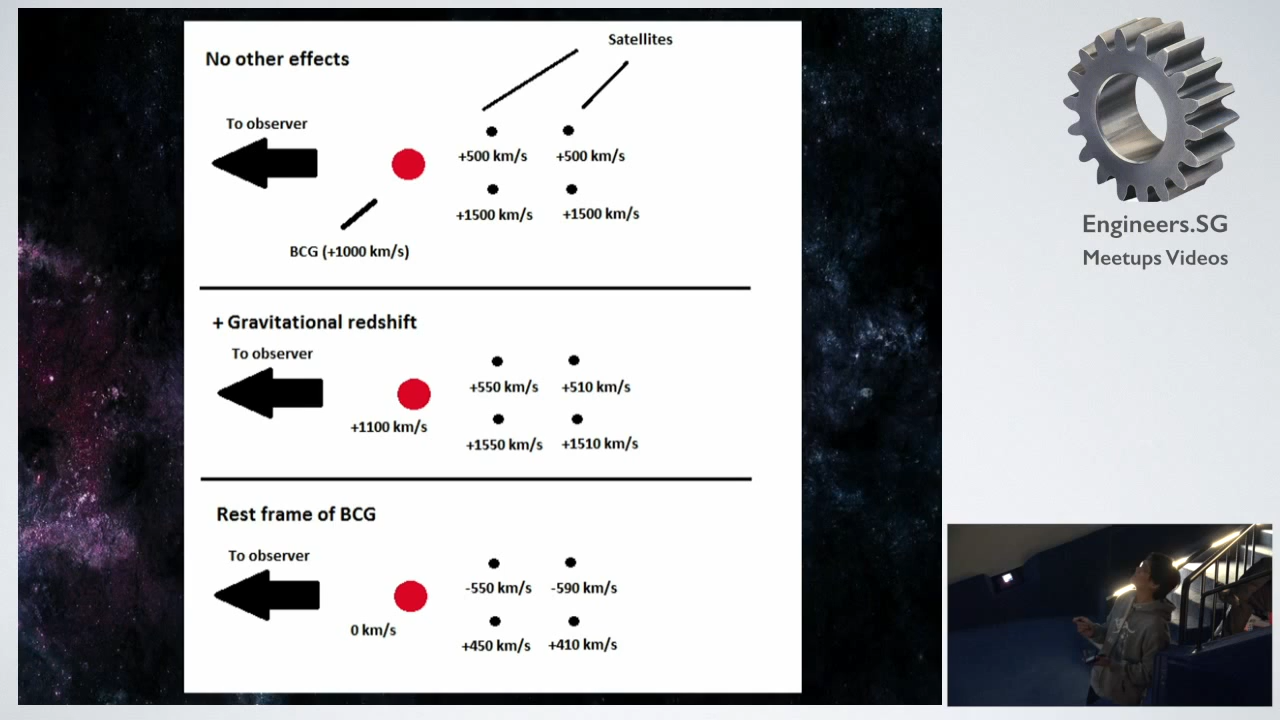 No other effects
Satellites
To observer
+500 km/s
+500 km/s
+1500 km/s
+1500 km/s
BCG (+1000 km/s)
+ Gravitational redshift
To observer
+550 km/s
+510 km/s
+1100 km/s
+1550 km/s
+1510 km/s
Rest frame of BCG
To observer
-550 km/s
-590 km/s
0 km/s
+450 km/s
+410 km/s
Engineers.SG
Meetups Videos